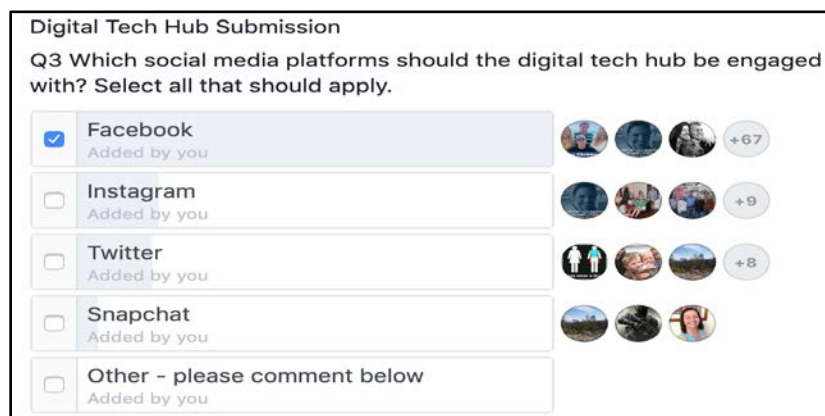 Digital Tech Hub Submission
Q3 Which social media platforms should the digital tech hub be engaged
with? Select all that should apply.
Facebook
Added by you
+67
Instagram
Added by you
+9
Twitter
Added by you
+8
Snapchat
Added by you
Other – please comment below
Added by you